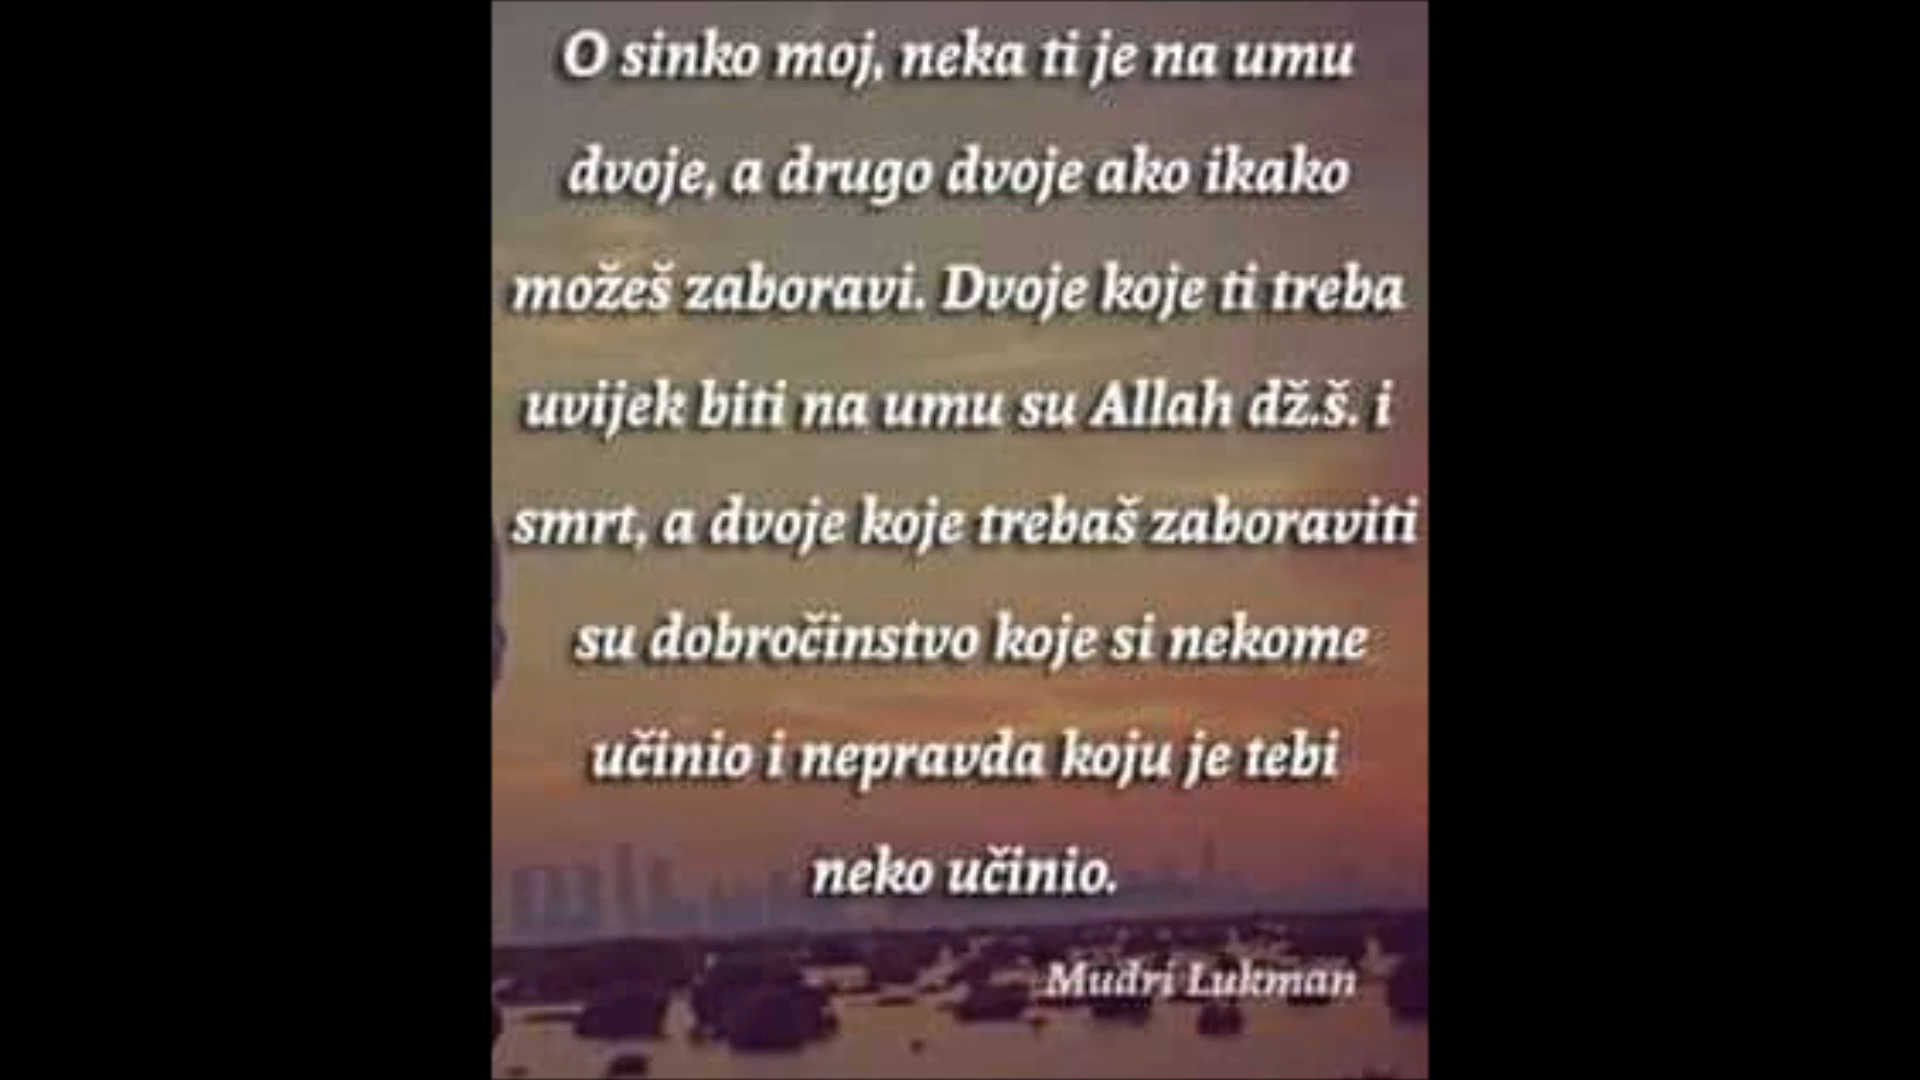 O sinko moj, neka ti je na umu
dvoje, a drugo dvoje ako ikako
možeš zaboravi. Dvoje koje ti treba
uvijek biti na umu su Allah dž.š. i
smrt, a dvoje koje trebaš zaboraviti
su dobročinstvo koje si nekome
učinio i nepravda koju je tebi
neko učinio.
Mudri Lukman